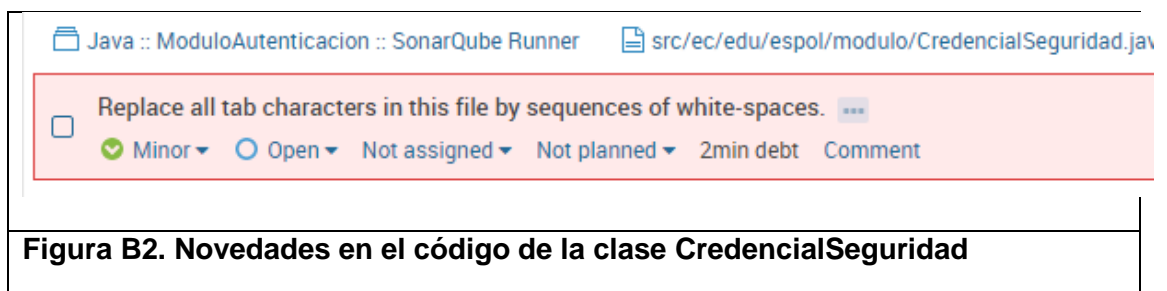 Java :: ModuloAutenticacion :: SonarQube Runner src/ec/edu/espol/modulo/CredencialSeguridad.jav
Replace all tab characters in this file by sequences of white-spaces. ...
Minor Open Not assigned Not planned 2min debt Comment
Figura B2. Novedades en el código de la clase CredencialSeguridad